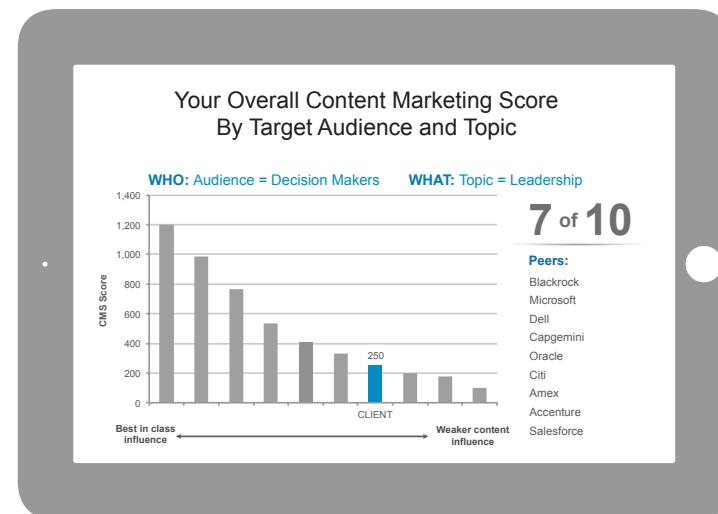 Your Overall Content Marketing Score
By Target Audience and Topic
WHO: Audience = Decision Makers WHAT: Topic = Leadership
1,400
1,200
1,000
800
600
400
200
0
CMS Score
250
CLIENT
Best in class
influence
Weaker content
influence
7 of 10
Peers:
Blackrock
Microsoft
Dell
Capgemini
Oracle
Citi
Amex
Accenture
Salesforce